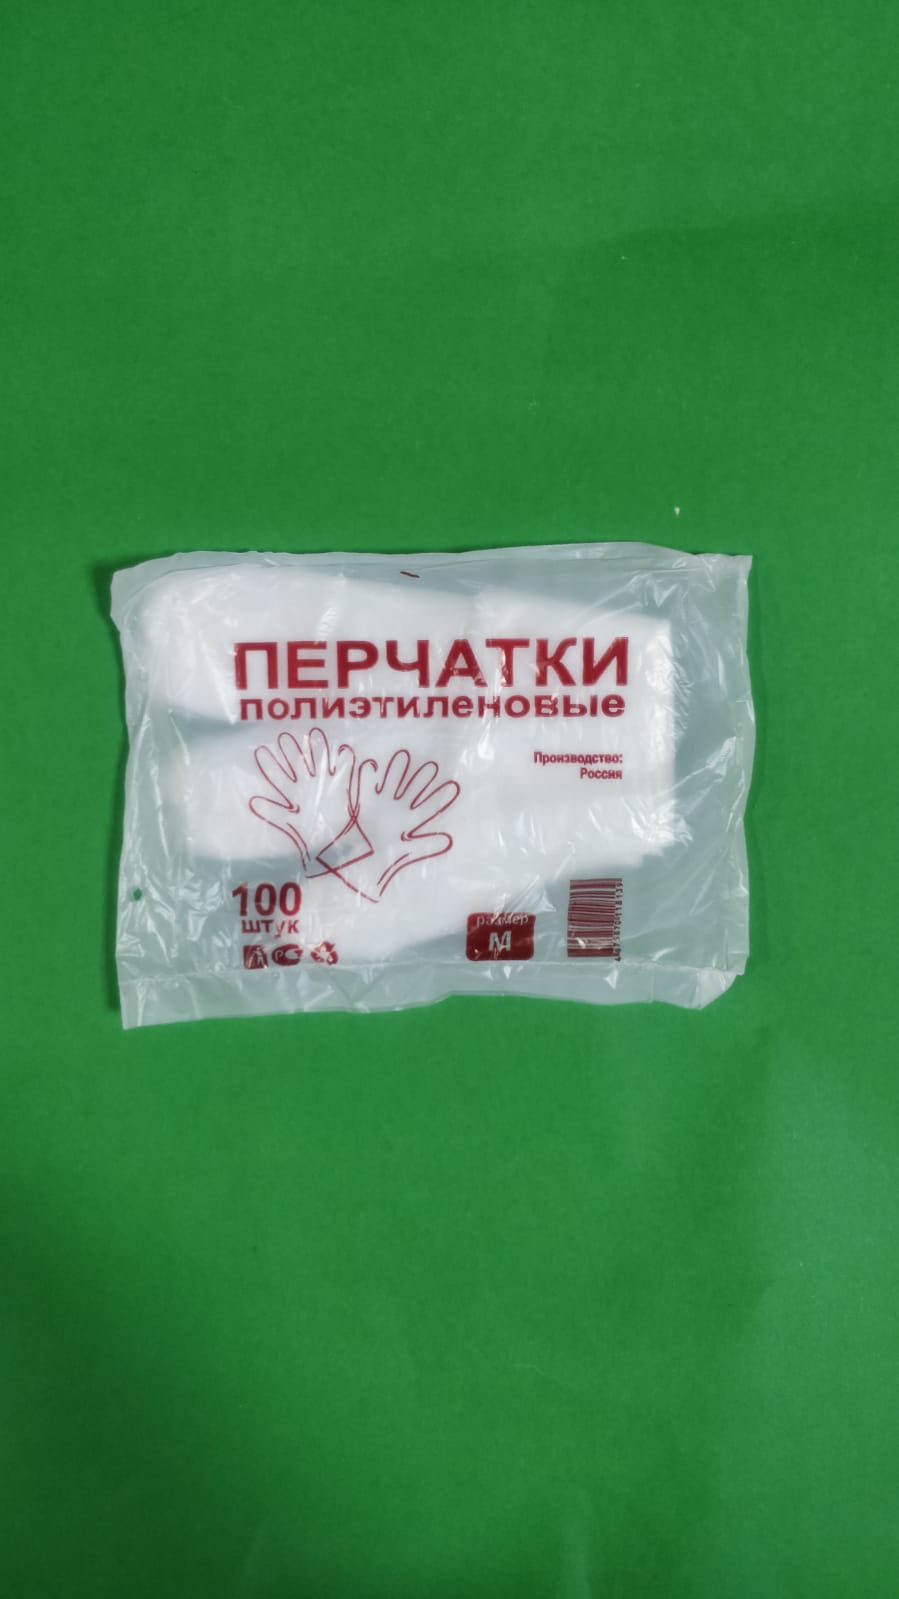 ПЕРЧАТКИ
полиэтиленовые
Производство:
Россия
100
штук
размер
М